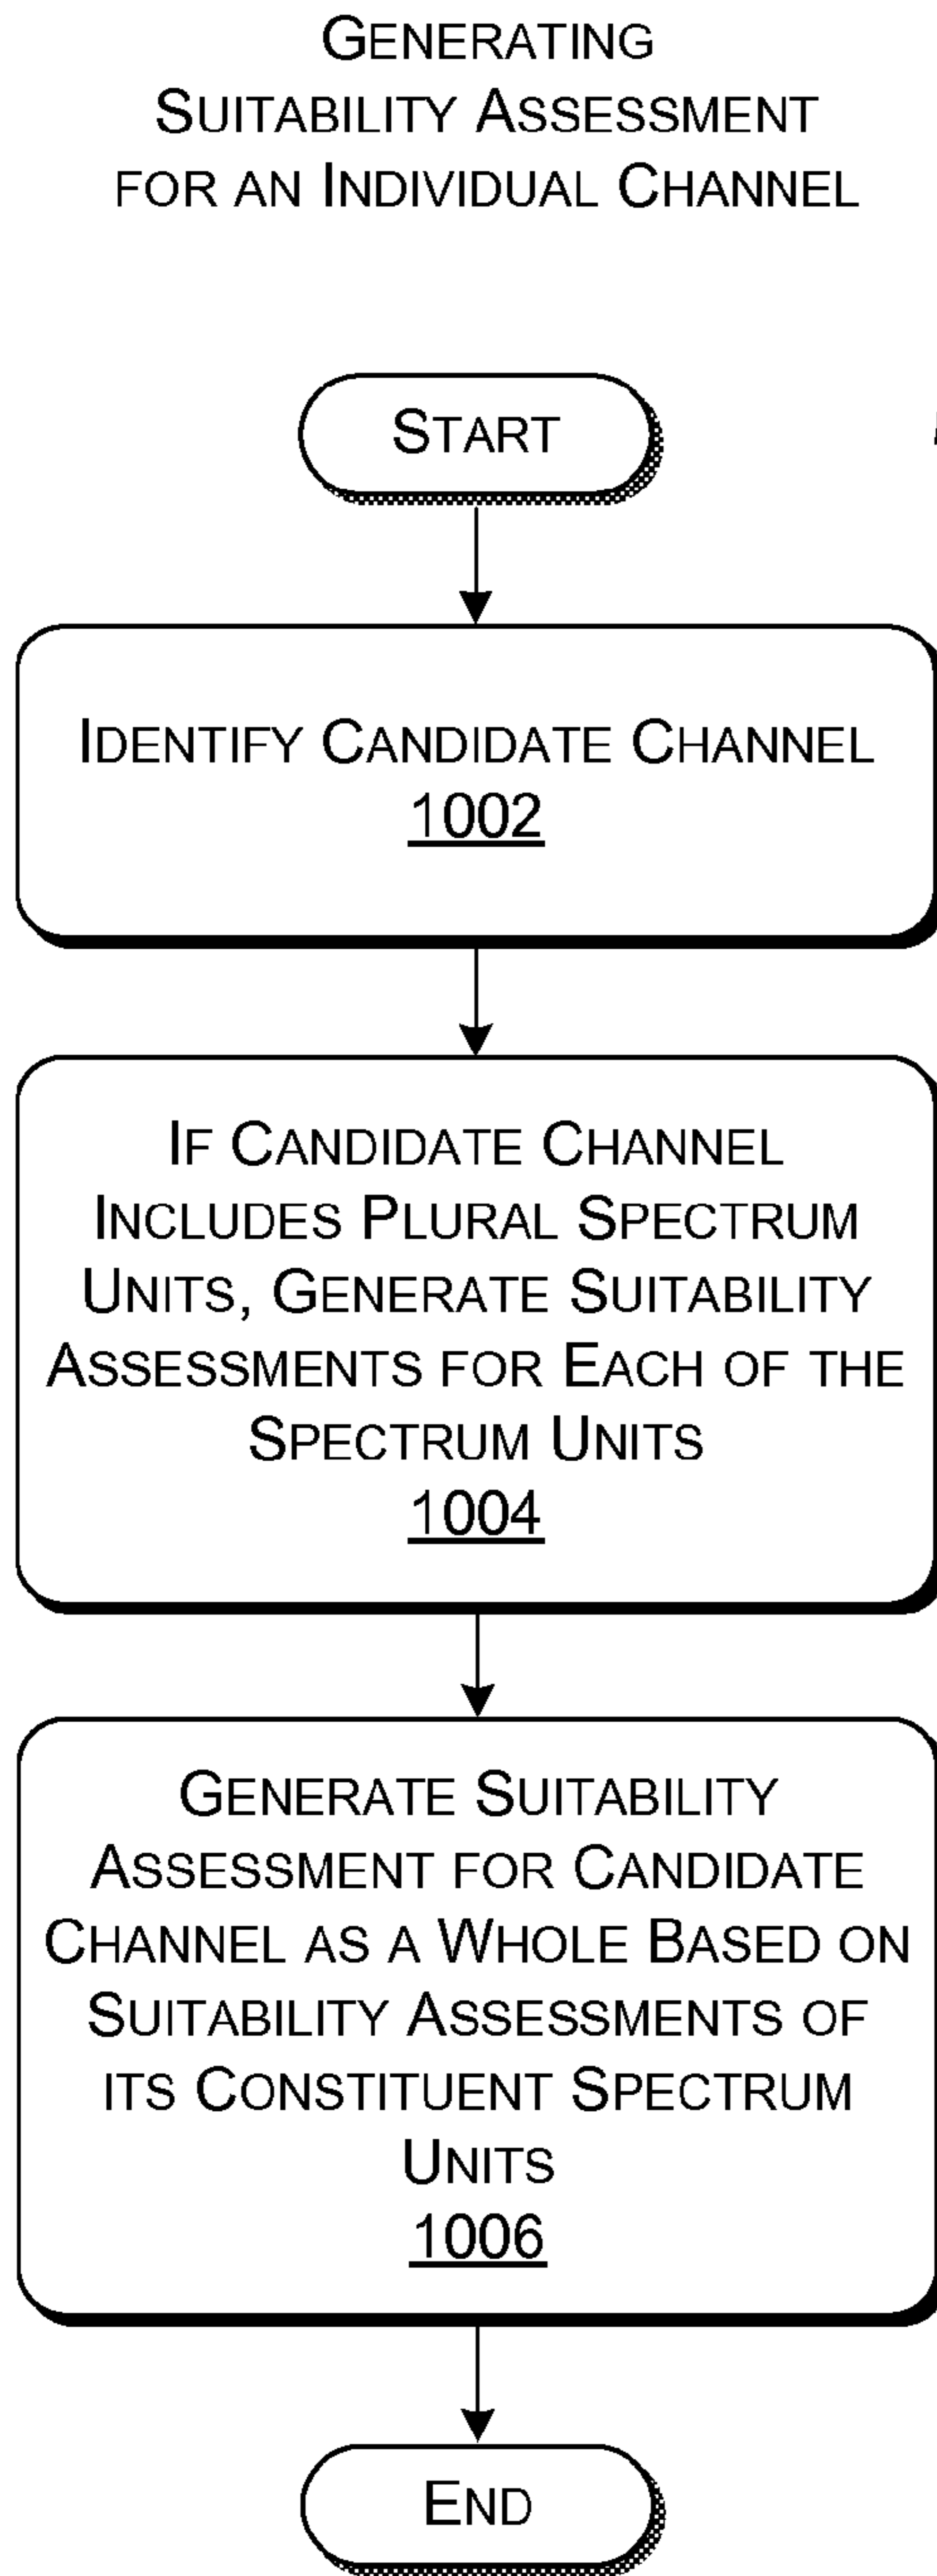 GENERATING
SUITABILITY ASSESSMENT
FOR AN INDIVIDUAL CHANNEL
START
IDENTIFY CANDIDATE CHANNEL
1002
IF CANDIDATE CHANNEL
INCLUDES PLURAL SPECTRUM
UNITS, GENERATE SUITABILITY
ASSESSMENTS FOR EACH OF THE
SPECTRUM UNITS
1004
GENERATE SUITABILITY
ASSESSMENT FOR CANDIDATE
CHANNEL AS A WHOLE BASED ON
SUITABILITY ASSESSMENTS OF
ITS CONSTITUENT SPECTRUM
UNITS
1006
END